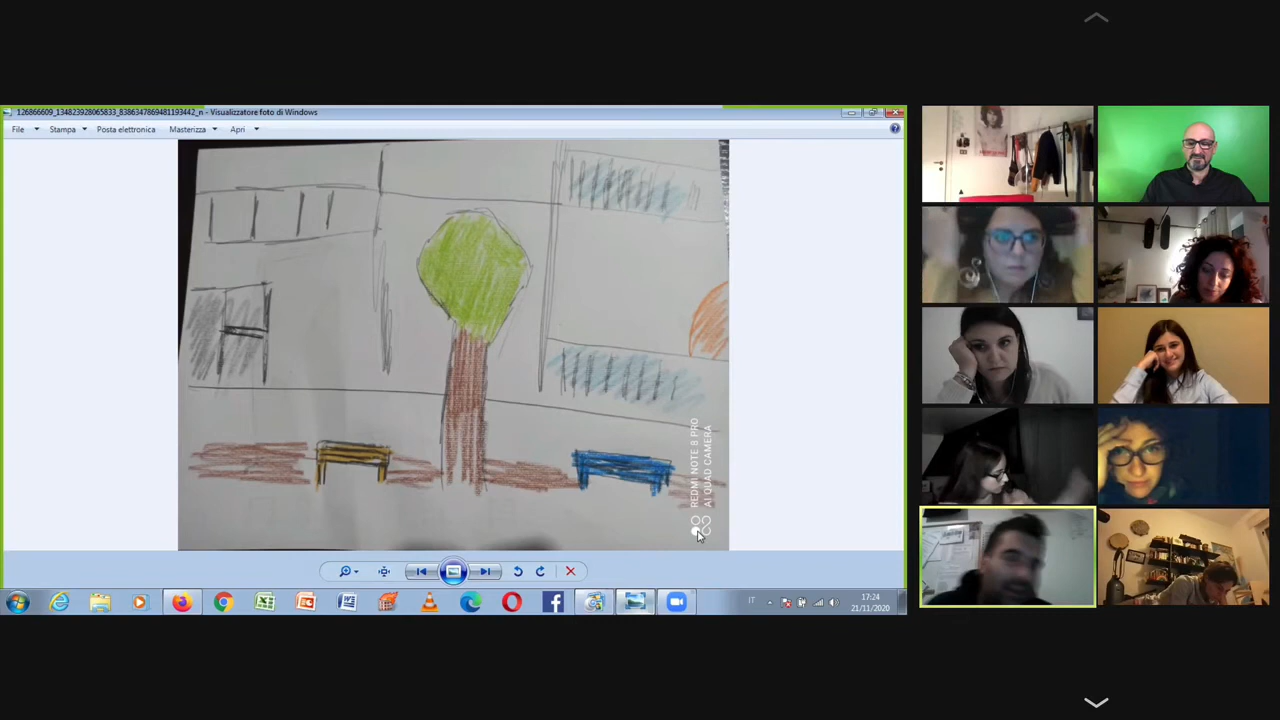 126866609_134823928065833_8386347869481193442_n - Visualizzatore foto di Windows
File Stampa Posta elettronica Masterizza Apri
REDMI NOTE 8 PRO
AI QUAD CAMERA
IT
17:24
21/11/2020